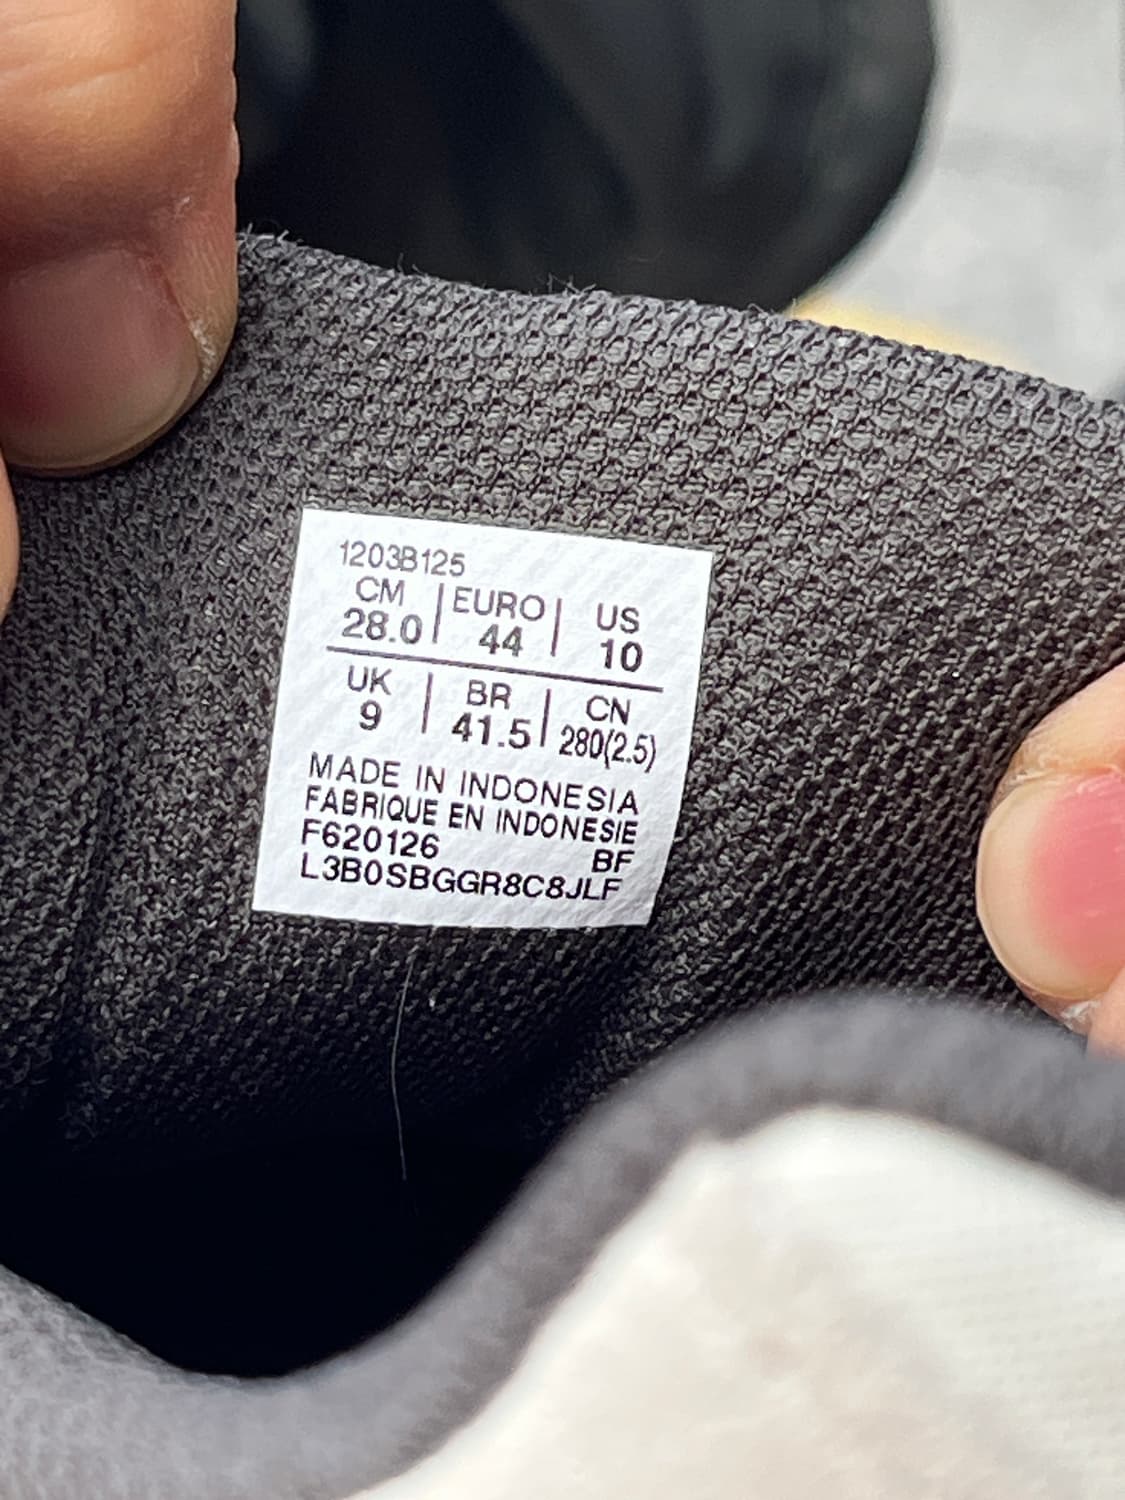 1203B125
CM | EURO | US
28.0 | 44 | 10
UK | BR | CN
9 | 41.5 | 280(2.5)
MADE IN INDONESIA
FABRIQUE EN INDONESIE
F620126 BF
L3B0SBGGR8C8JLF